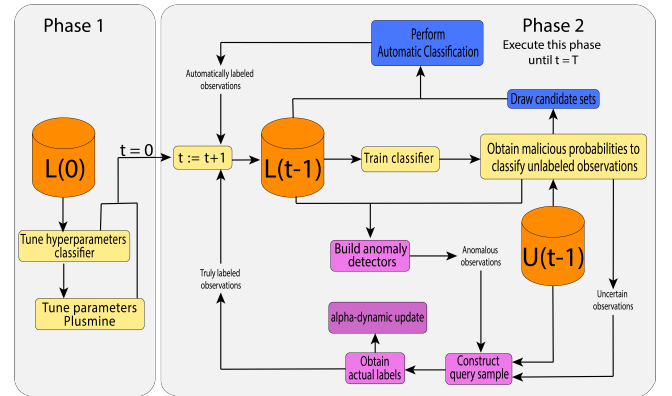 Phase 1
L(0)
Tune hyperparameters
classifier
Tune parameters
Plusmine
t = 0
Phase 2
Execute this phase
until t = T
Perform
Automatic Classification
Automatically labeled
observations
Draw candidate sets
t := t+1
L(t-1)
Train classifier
Obtain malicious probabilities to
classify unlabeled observations
Build anomaly
detectors
Anomalous
observations
U(t-1)
Truly labeled
observations
Uncertain
observations
alpha-dynamic update
Obtain
actual labels
Construct
query sample